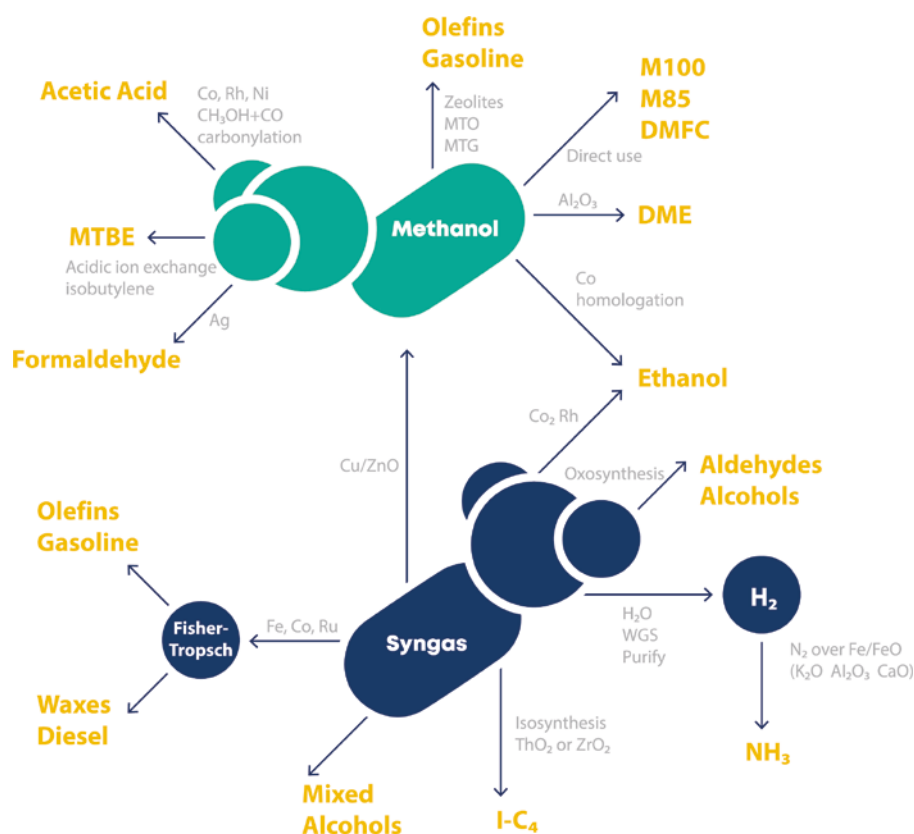 Olefins
Gasoline
Acetic Acid
Co, Rh, Ni
CH₃OH+CO
carbonylation
Zeolites
MTO
MTG
M100
M85
DMFC
Direct use
Methanol
Al₂O₃
DME
MTBE
Acidic ion exchange
isobutylene
Ag
Formaldehyde
Co
homologation
Ethanol
Co₂ Rh
Cu/ZnO
Oxosynthesis
Aldehydes
Alcohols
Olefins
Gasoline
Fisher-
Tropsch
Fe, Co, Ru
Syngas
H₂O
WGS
Purify
H₂
N₂ over Fe/FeO
(K₂O Al₂O₃ CaO)
Waxes
Diesel
Isosynthesis
ThO₂ or ZrO₂
NH₃
Mixed
Alcohols
I-C₄